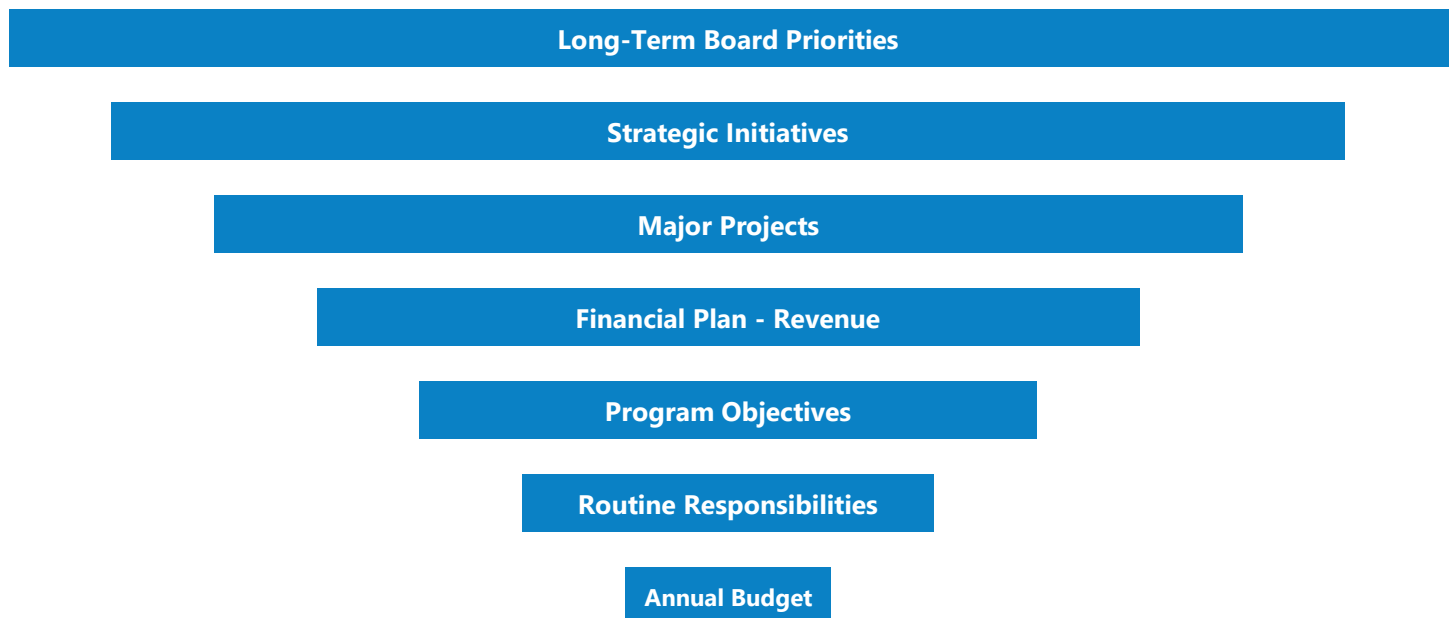 Long-Term Board Priorities
Strategic Initiatives
Major Projects
Financial Plan - Revenue
Program Objectives
Routine Responsibilities
Annual Budget